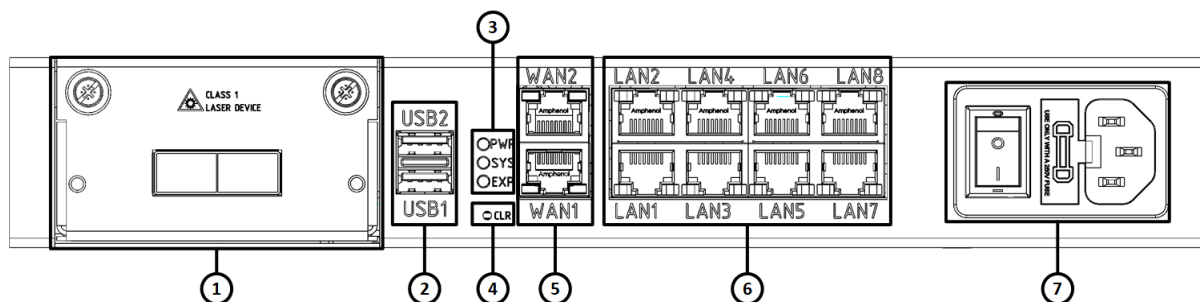 3
WAN2
LAN2 LAN4 LAN6 LAN8
CLASS 1
LASER DEVICE
USB2
Amphenol
Amphenol Amphenol Amphenol Amphenol
PWR
SYS
EXP
Amphenol
USB1
CLR
WAN1
LAN1 LAN3 LAN5 LAN7
USE ONLY WITH A 250V FUSE
1
2
4
5
6
7